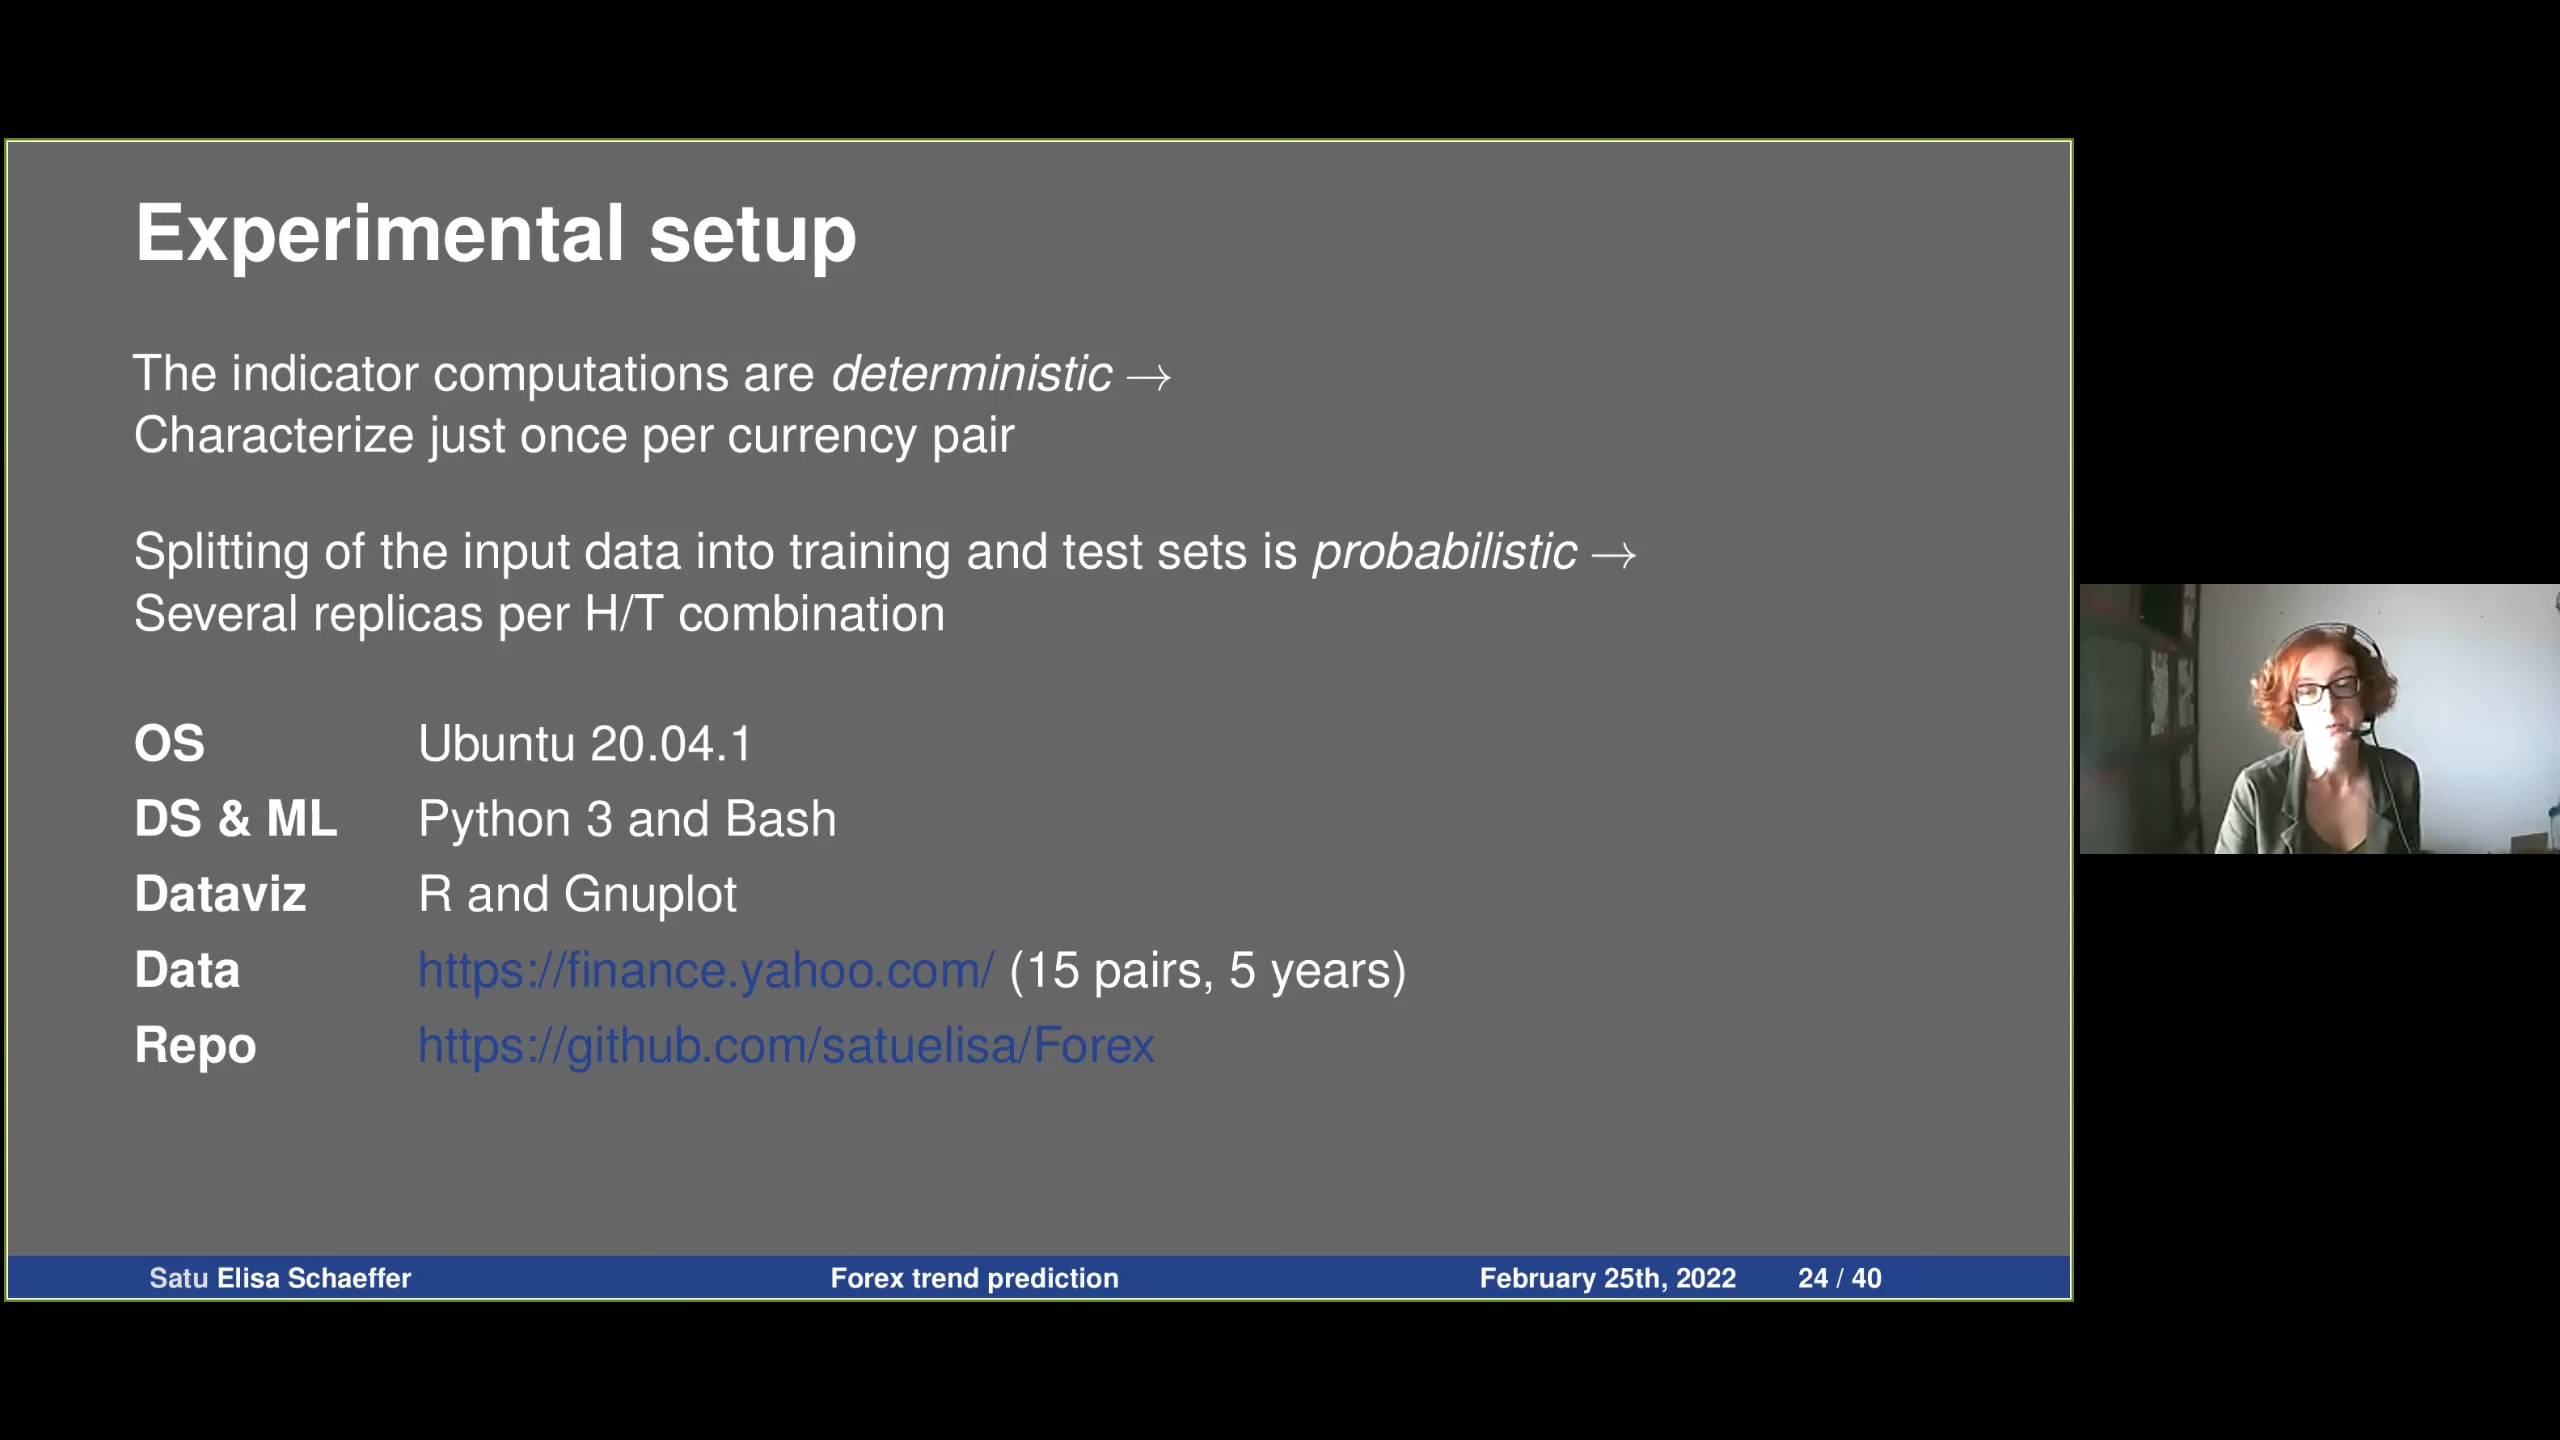 Experimental setup
The indicator computations are deterministic →
Characterize just once per currency pair
Splitting of the input data into training and test sets is probabilistic →
Several replicas per H/T combination
OS Ubuntu 20.04.1
DS & ML Python 3 and Bash
Dataviz R and Gnuplot
Data https://finance.yahoo.com/ (15 pairs, 5 years)
Repo https://github.com/satuelisa/Forex
Satu Elisa Schaeffer Forex trend prediction February 25th, 2022 24 / 40